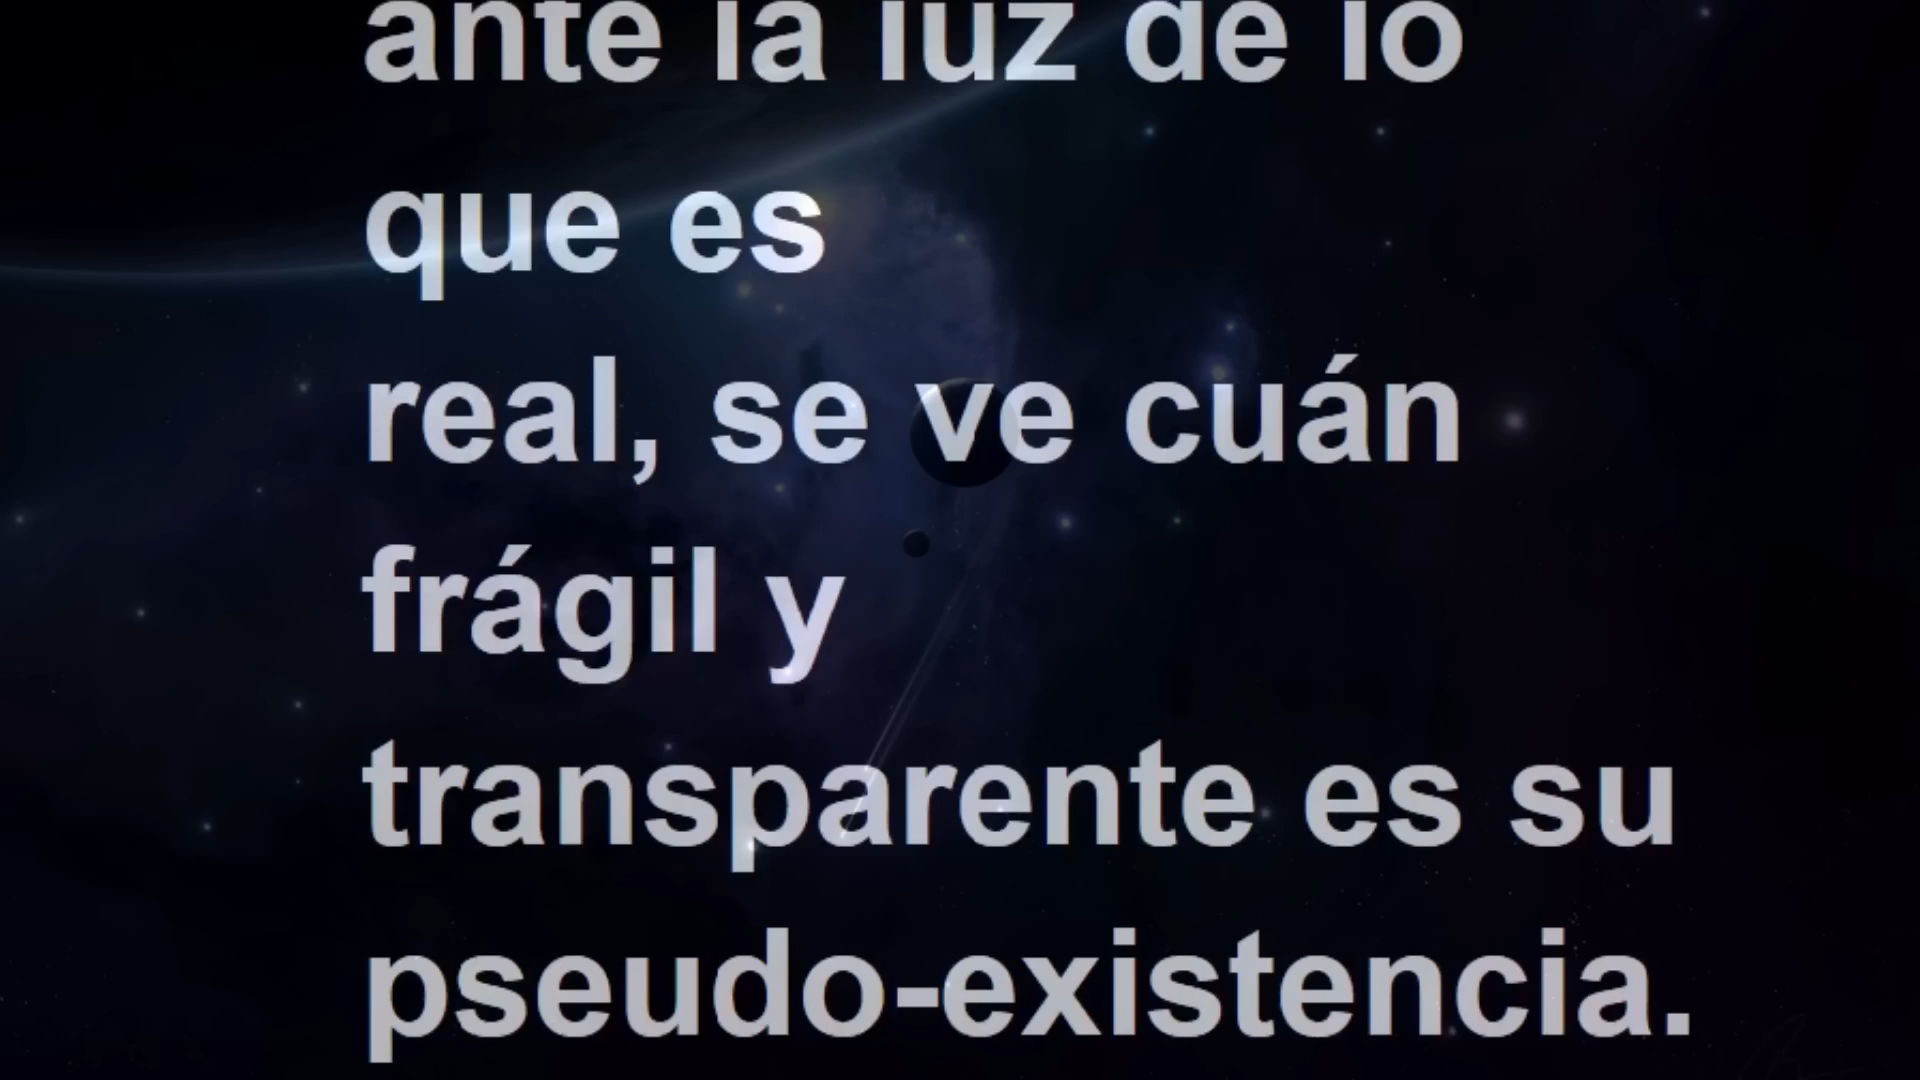 ante la luz de lo
que es
real, se ve cuán
frágil y
transparente es su
pseudo-existencia.